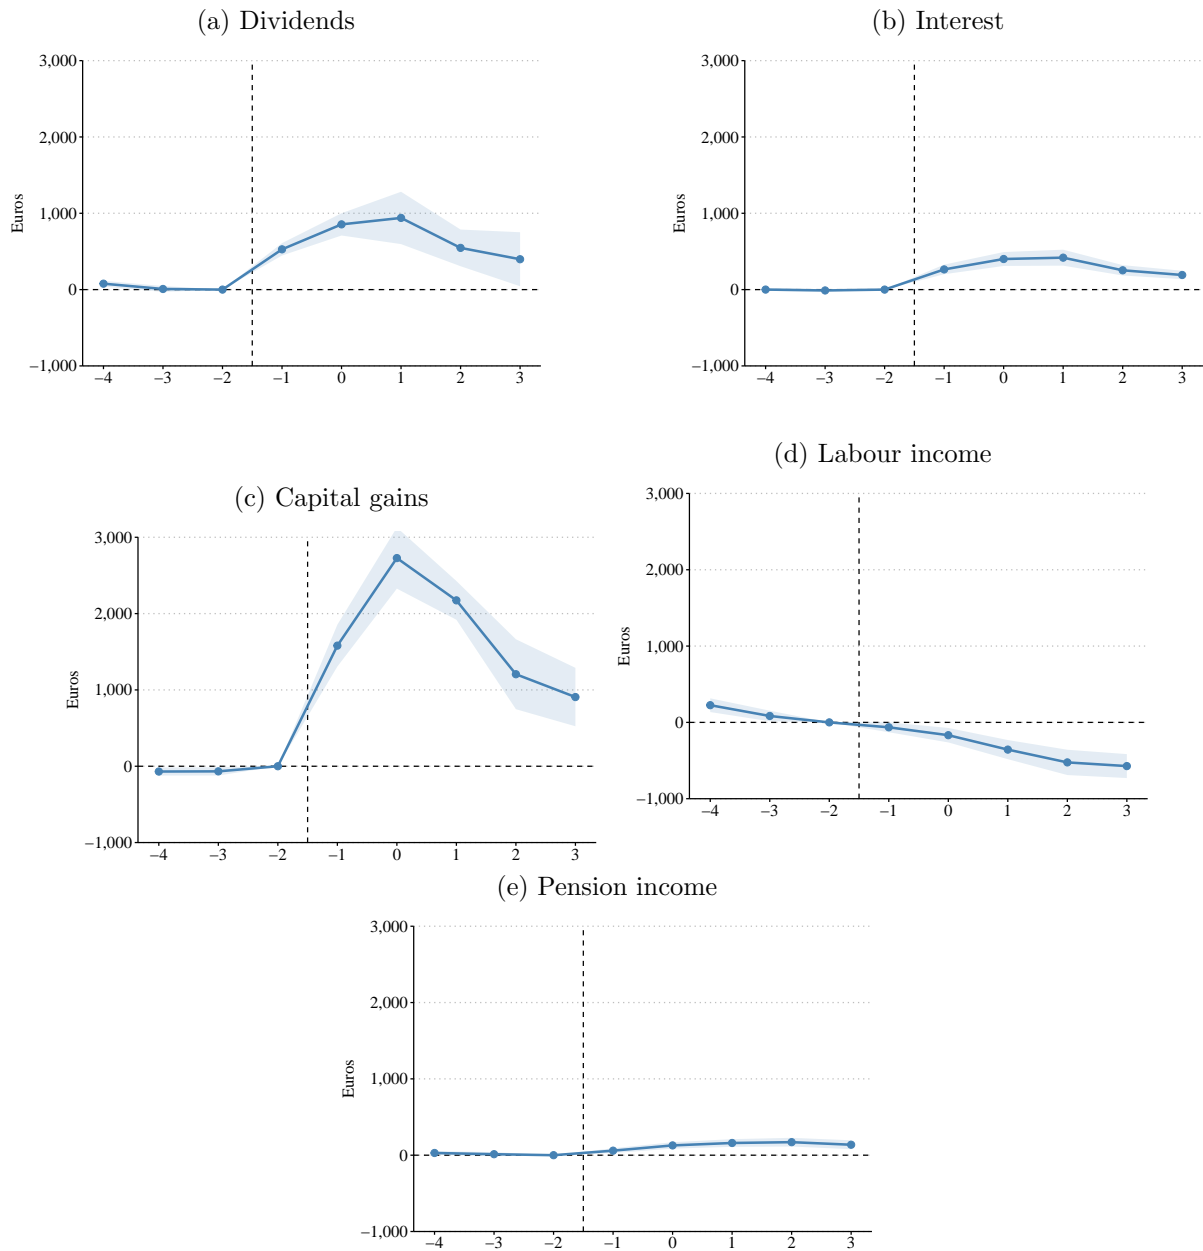 (a) Dividends
3,000
2,000
1,000
0
–1,000
Euros
–4 –3 –2 –1 0 1 2 3
(b) Interest
3,000
2,000
1,000
0
–1,000
Euros
–4 –3 –2 –1 0 1 2 3
(c) Capital gains
3,000
2,000
1,000
0
–1,000
Euros
–4 –3 –2 –1 0 1 2 3
(d) Labour income
3,000
2,000
1,000
0
–1,000
Euros
–4 –3 –2 –1 0 1 2 3
(e) Pension income
3,000
2,000
1,000
0
–1,000
Euros
–4 –3 –2 –1 0 1 2 3